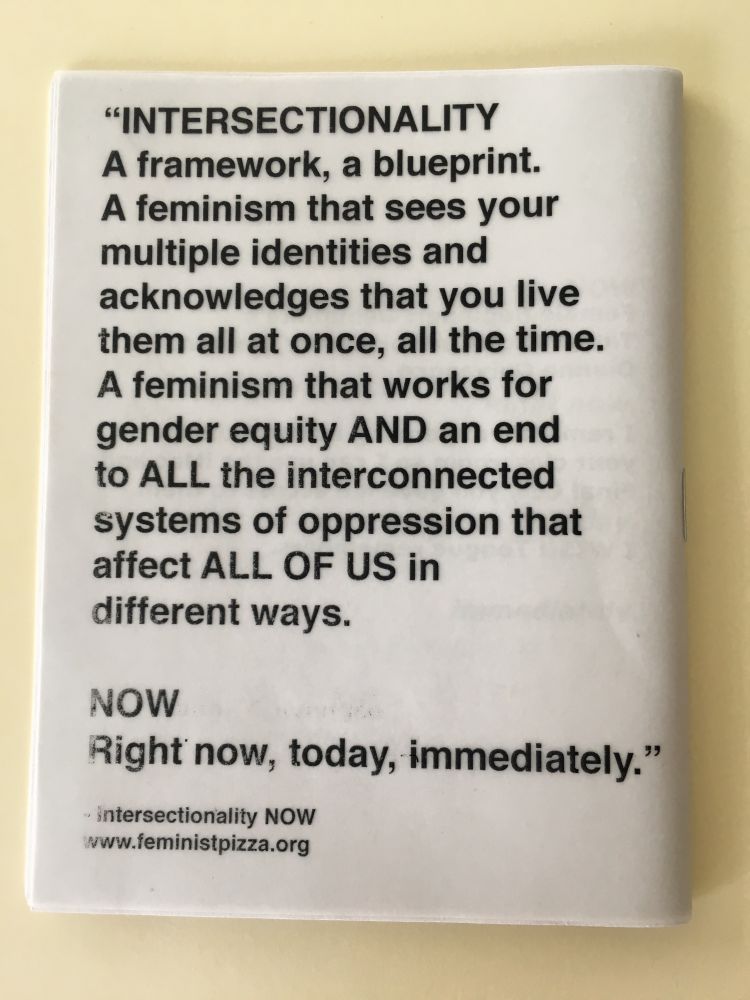 “INTERSECTIONALITY
A framework, a blueprint.
A feminism that sees your
multiple identities and
acknowledges that you live
them all at once, all the time.
A feminism that works for
gender equity AND an end
to ALL the interconnected
systems of oppression that
affect ALL OF US in
different ways.
NOW
Right now, today, immediately.”
- Intersectionality NOW
www.feministpizza.org